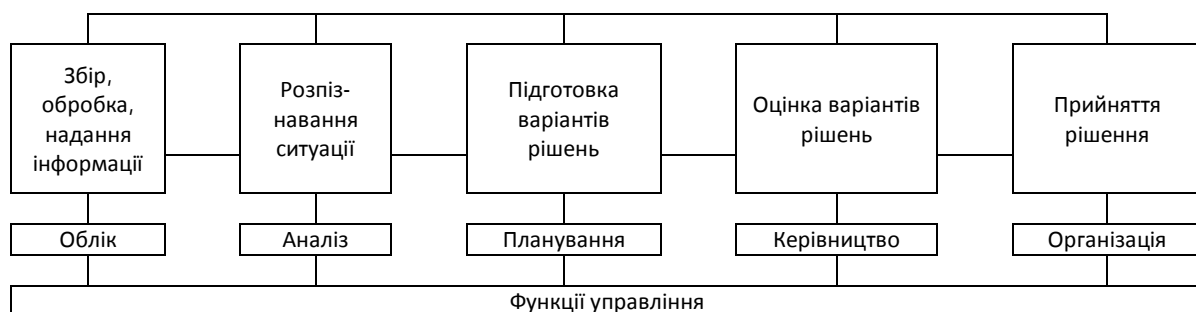 Збір,
обробка,
надання
інформації
Розпіз-
навання
ситуації
Підготовка
варіантів
рішень
Оцінка варіантів
рішень
Прийняття
рішення
Облік
Аналіз
Планування
Керівництво
Організація
Функції управління